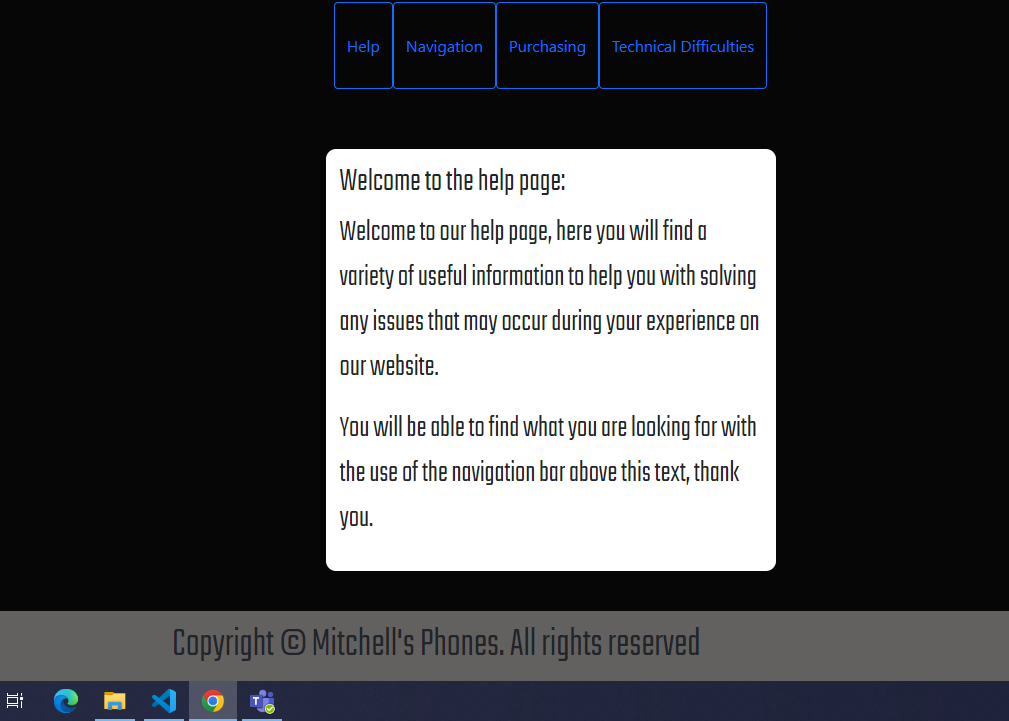 Help Navigation Purchasing Technical Difficulties
Welcome to the help page:
Welcome to our help page, here you will find a
variety of useful information to help you with solving
any issues that may occur during your experience on
our website.
You will be able to find what you are looking for with
the use of the navigation bar above this text, thank
you.
Copyright © Mitchell's Phones. All rights reserved